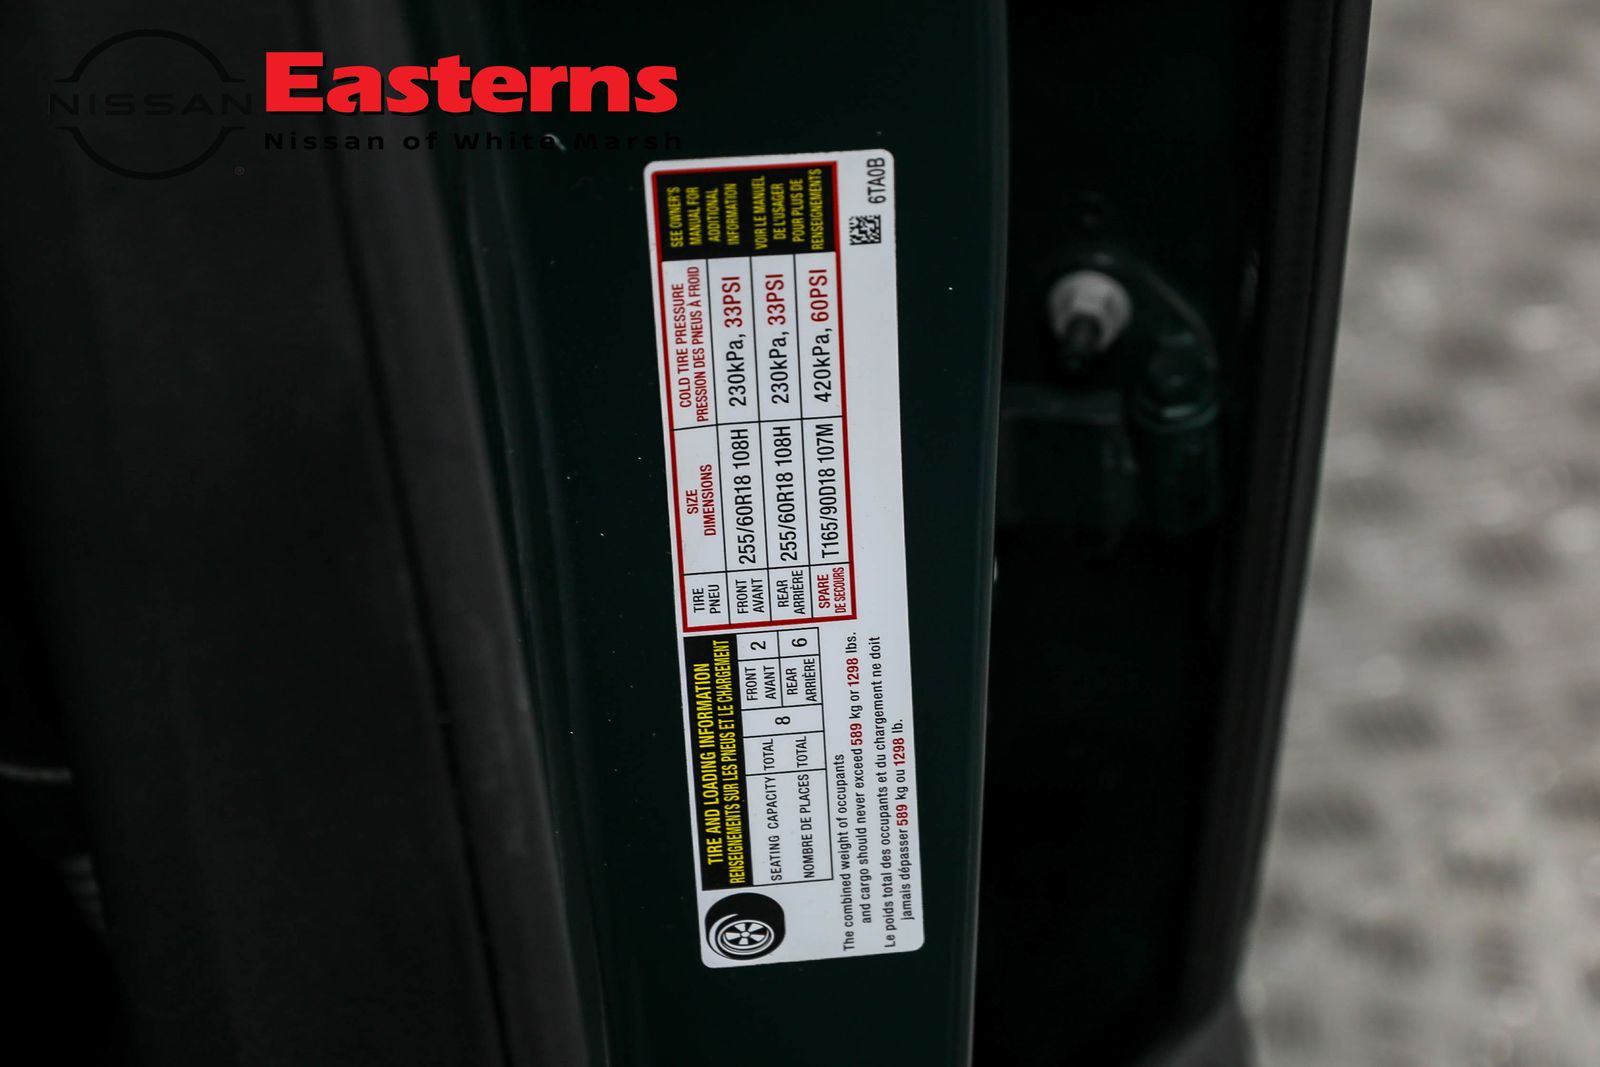 NISSAN
Easterns
Nissan of White Marsh
TIRE AND LOADING INFORMATION
RENSEIGNEMENTS SUR LES PNEUS ET LE CHARGEMENT
SEATING CAPACITY TOTAL 8 FRONT AVANT 2
NOMBRE DE PLACES TOTAL REAR ARRIÈRE 6
The combined weight of occupants
and cargo should never exceed 589 kg or 1298 lbs.
Le poids total des occupants et du chargement ne doit
jamais dépasser 589 kg ou 1298 lb.
TIRE SIZE COLD TIRE PRESSURE
PNEU DIMENSIONS PRESSION DES PNEUS À FROID
FRONT AVANT 255/60R18 108H 230kPa, 33PSI
REAR ARRIÈRE 255/60R18 108H 230kPa, 33PSI
SPARE DE SECOURS T165/90D18 107M 420kPa, 60PSI
SEE OWNER'S
MANUAL FOR
ADDITIONAL
INFORMATION
VOIR LE MANUEL
DE L'USAGER
POUR PLUS DE
RENSEIGNEMENTS
6TA0B